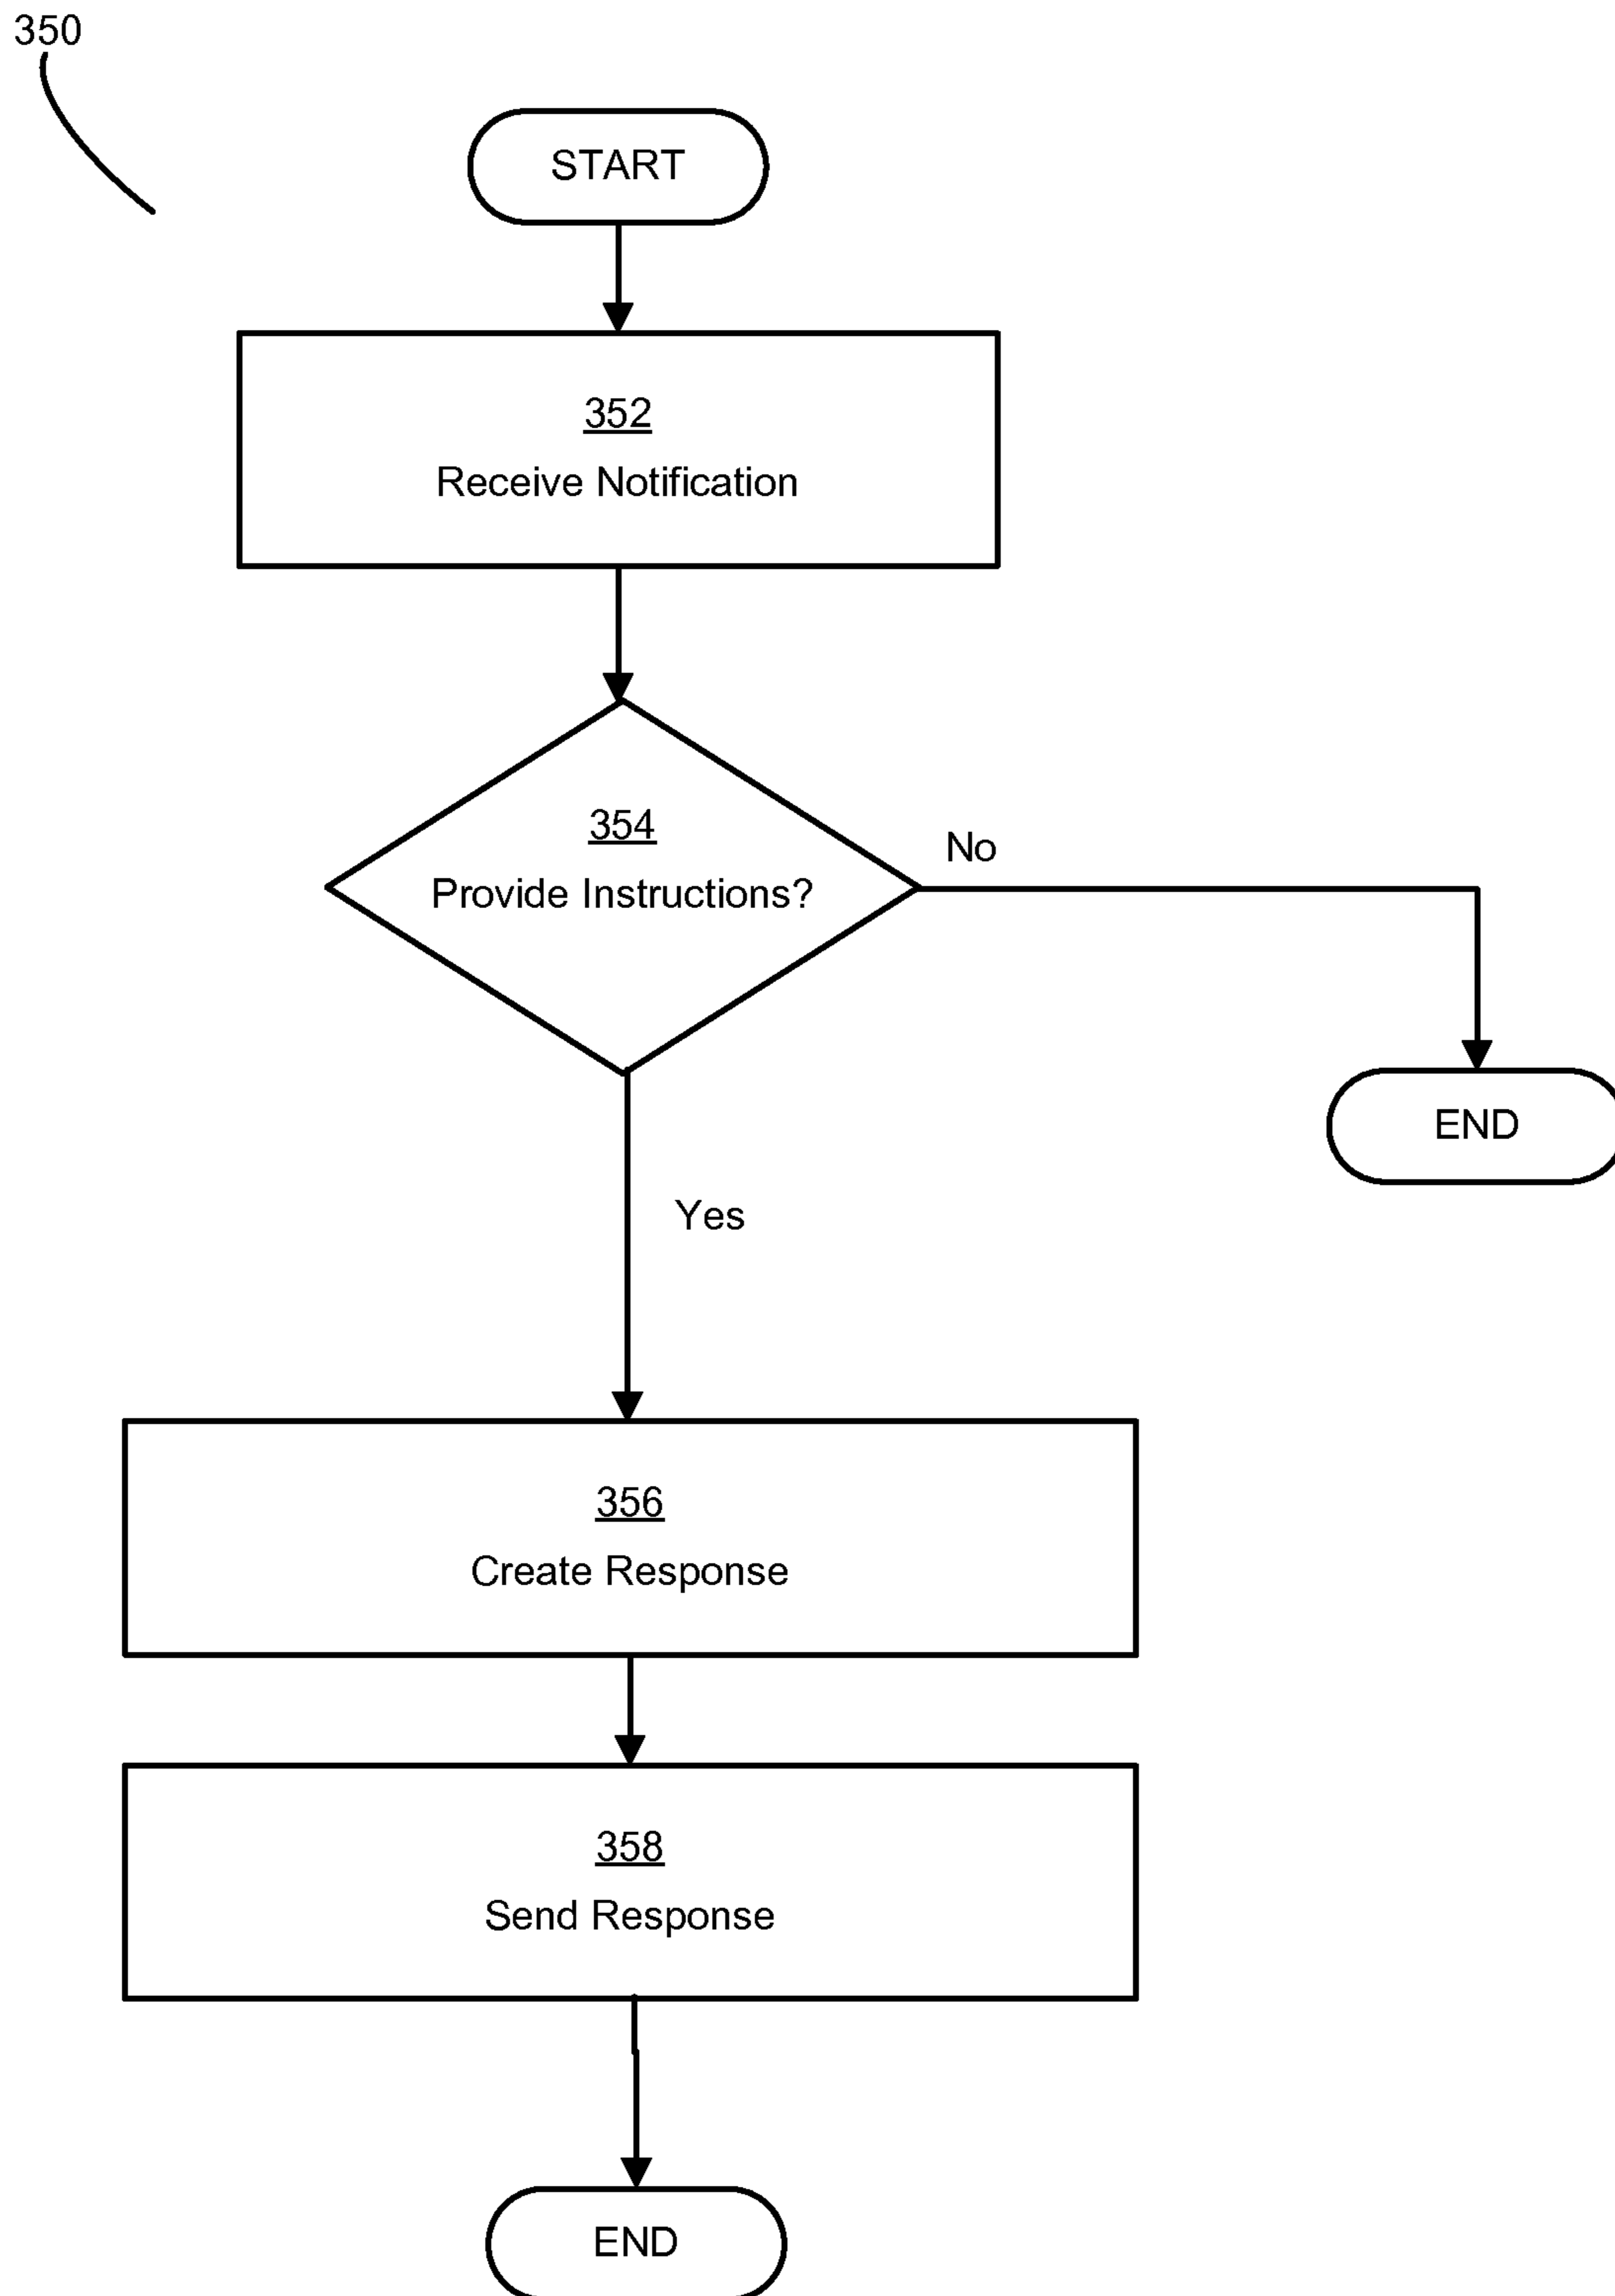 350
START
352
Receive Notification
354
Provide Instructions?
No
END
Yes
356
Create Response
358
Send Response
END